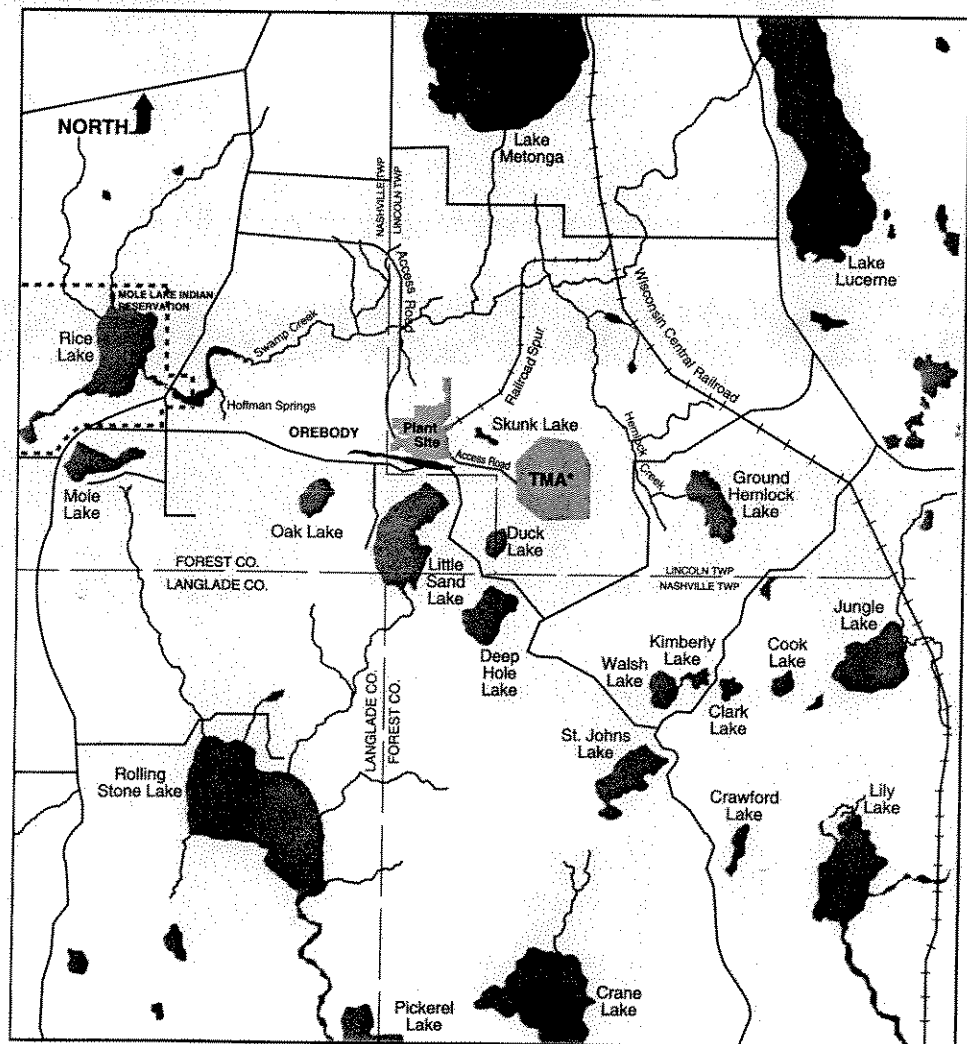 NORTH
Lake
Metonga
NASHVILLE TWP
LINCOLN TWP
Access Road
Lake
Lucerne
MOLE LAKE INDIAN
RESERVATION
Rice
Lake
Swamp Creek
Wisconsin Central Railroad
Railroad Spur
Hoffman Springs
OREBODY
Plant
Site
Skunk Lake
Hemlock Creek
Access Road
TMA*
Ground
Hemlock
Lake
Mole
Lake
Oak Lake
Duck
Lake
FOREST CO.
LANGLADE CO.
Little
Sand
Lake
LINCOLN TWP
NASHVILLE TWP
Deep
Hole
Lake
Jungle
Lake
Kimberly
Lake
Cook
Lake
Walsh
Lake
Clark
Lake
LANGLADE CO.
FOREST CO.
St. Johns
Lake
Rolling
Stone Lake
Crawford
Lake
Lily
Lake
Pickerel
Lake
Crane
Lake